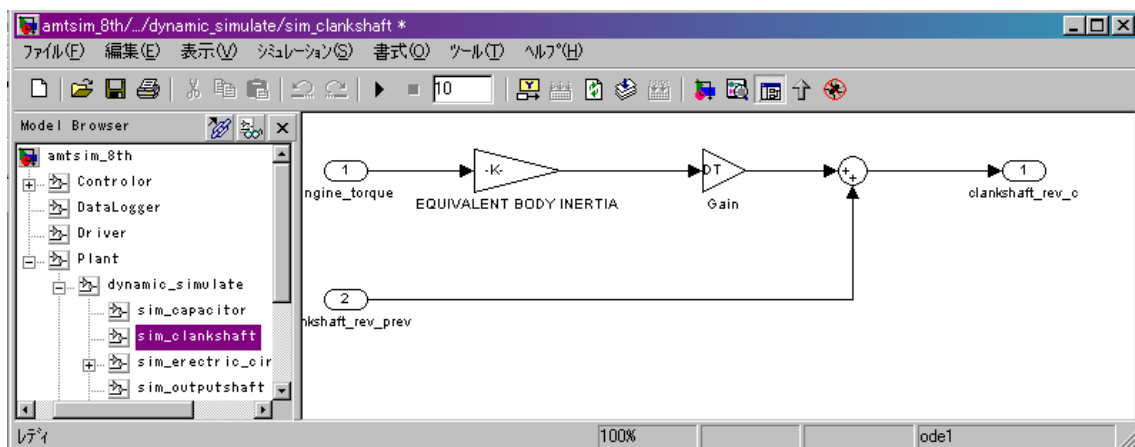 amtsim_8th/.../dynamic_simulate/sim_clankshaft *
ファイル(F) 編集(E) 表示(V) シミュレーション(S) 書式(O) ツール(T) ヘルプ(H)
10
Model Browser
amtsim_8th
Controlor
DataLogger
Driver
Plant
dynamic_simulate
sim_capacitor
sim_clankshaft
sim_erectric_cir
sim_outputshaft
1
ngine_torque
-K-
EQUIVALENT BODY INERTIA
DT
Gain
++
1
clankshaft_rev_c
2
nkshaft_rev_prev
レディ
100%
ode1